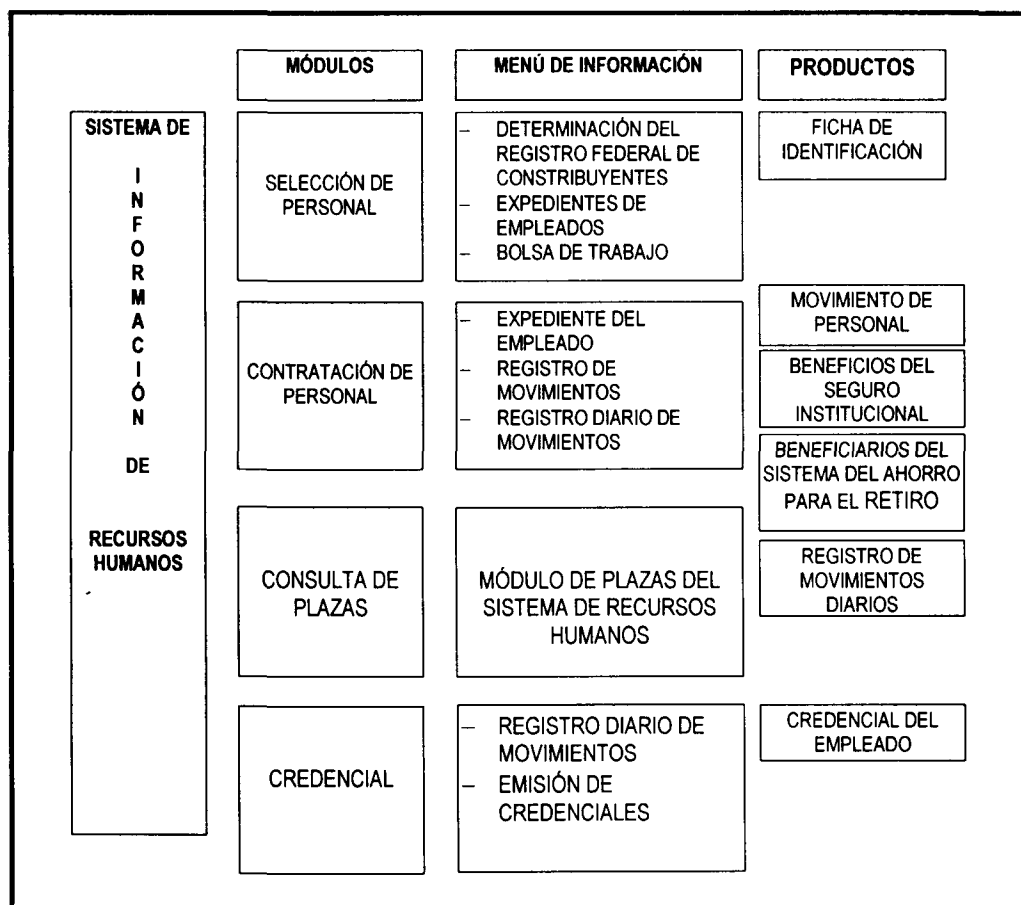 MÓDULOS
MENÚ DE INFORMACIÓN
PRODUCTOS
SISTEMA DE
I
N
F
O
R
M
A
C
I
Ó
N
DE
RECURSOS
HUMANOS
SELECCIÓN DE
PERSONAL
– DETERMINACIÓN DEL
REGISTRO FEDERAL DE
CONSTRIBUYENTES
– EXPEDIENTES DE
EMPLEADOS
– BOLSA DE TRABAJO
FICHA DE
IDENTIFICACIÓN
CONTRATACIÓN DE
PERSONAL
– EXPEDIENTE DEL
EMPLEADO
– REGISTRO DE
MOVIMIENTOS
– REGISTRO DIARIO DE
MOVIMIENTOS
MOVIMIENTO DE
PERSONAL
BENEFICIOS DEL
SEGURO
INSTITUCIONAL
BENEFICIARIOS DEL
SISTEMA DEL AHORRO
PARA EL RETIRO
CONSULTA DE
PLAZAS
MÓDULO DE PLAZAS DEL
SISTEMA DE RECURSOS
HUMANOS
REGISTRO DE
MOVIMIENTOS
DIARIOS
CREDENCIAL
– REGISTRO DIARIO DE
MOVIMIENTOS
– EMISIÓN DE
CREDENCIALES
CREDENCIAL DEL
EMPLEADO